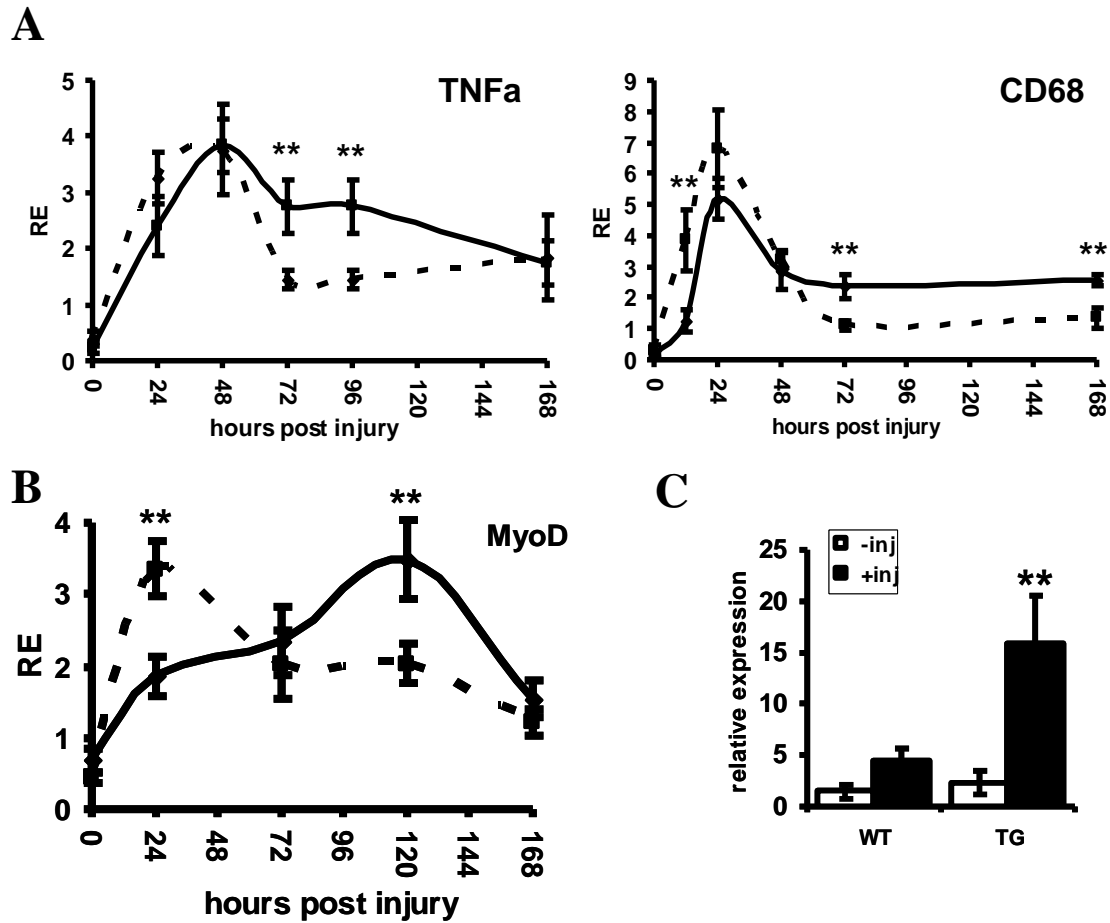 A
TNFa
RE
5
4
3
2
1
0
** **
0 24 48 72 96 120 144 168
hours post injury
CD68
RE
9
8
7
6
5
4
3
2
1
0
** ** **
0 24 48 72 96 120 144 168
hours post injury
B
MyoD
RE
4
3
2
1
0
** **
0 24 48 72 96 120 144 168
hours post injury
C
-inj
+inj
relative expression
25
20
15
10
5
0
**
WT TG